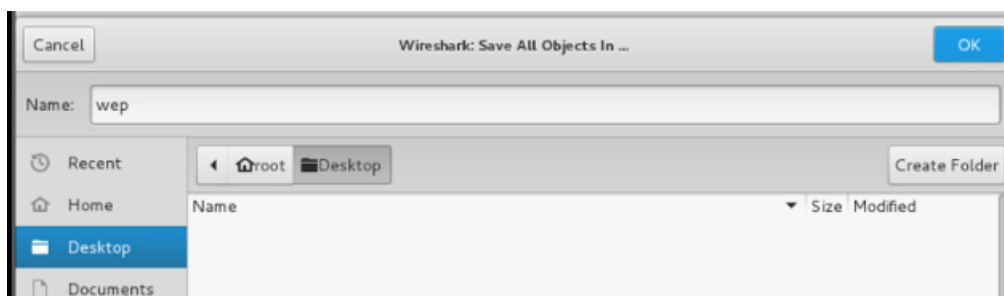 Cancel Wireshark: Save All Objects In ... OK
Name: wep
Recent
root Desktop Create Folder
Home
Name Size Modified
Desktop
Documents